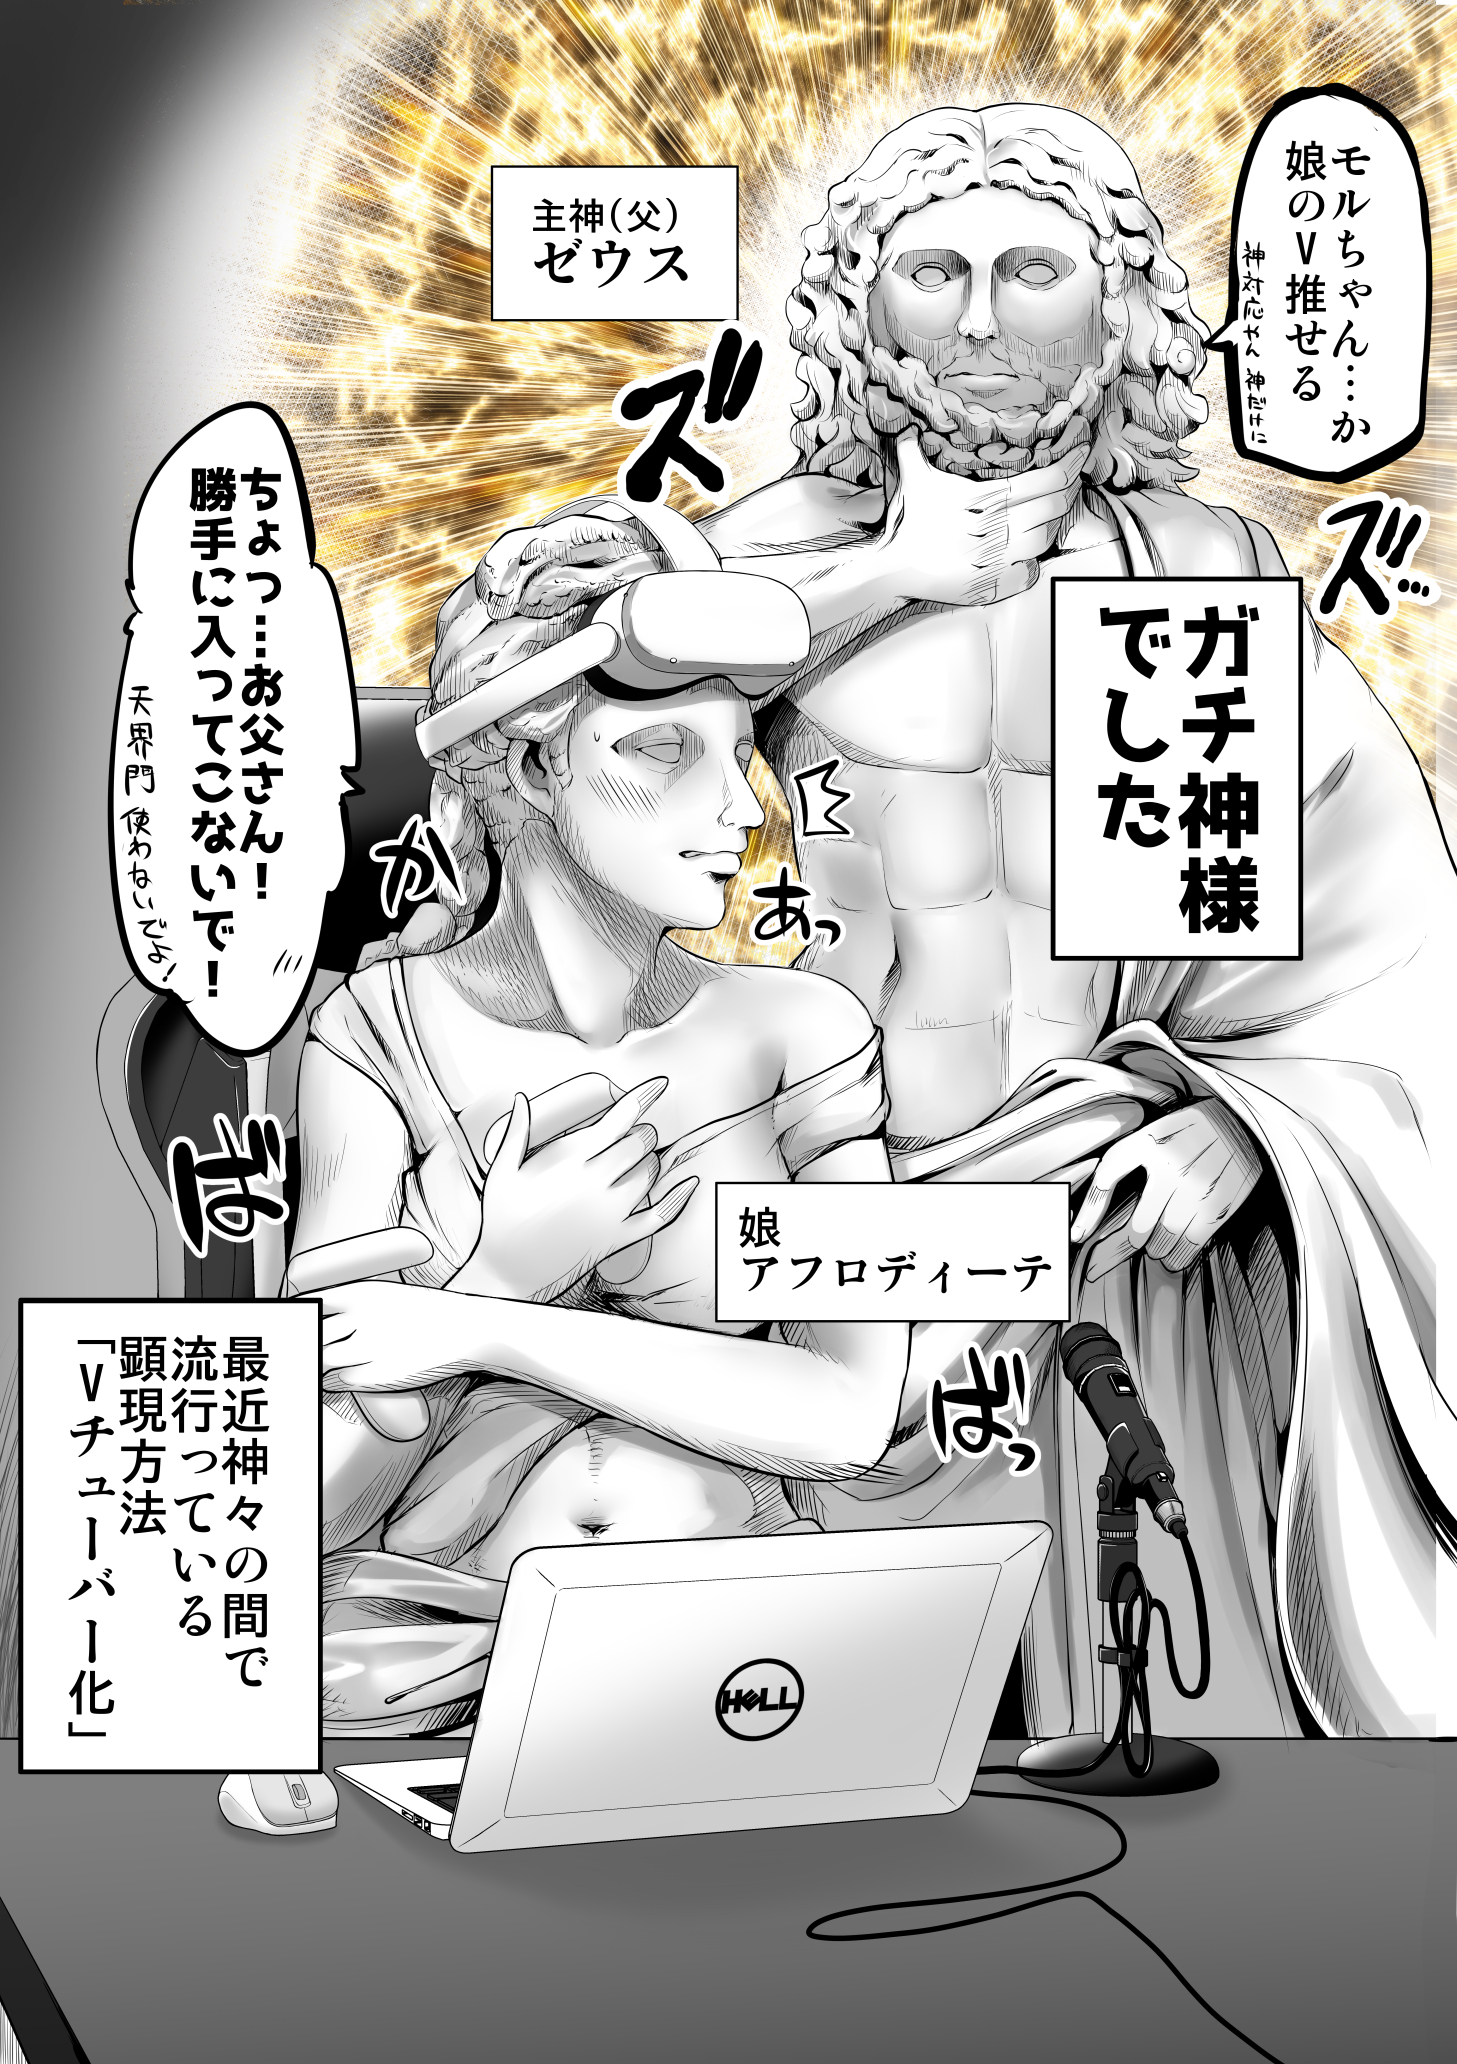 モルちゃん…か
娘のV推せる
神対応やん 神だけに
主神(父)
ゼウス
ズズ…
ガチ神様
でした
ちょっ…お父さん！
勝手に入ってこないで！
天界門 使わないでよ！
かあっ
娘
アフロディーテ
ばばっ
最近神々の間で
流行っている
顕現方法
「Vチューバー化」
HELL